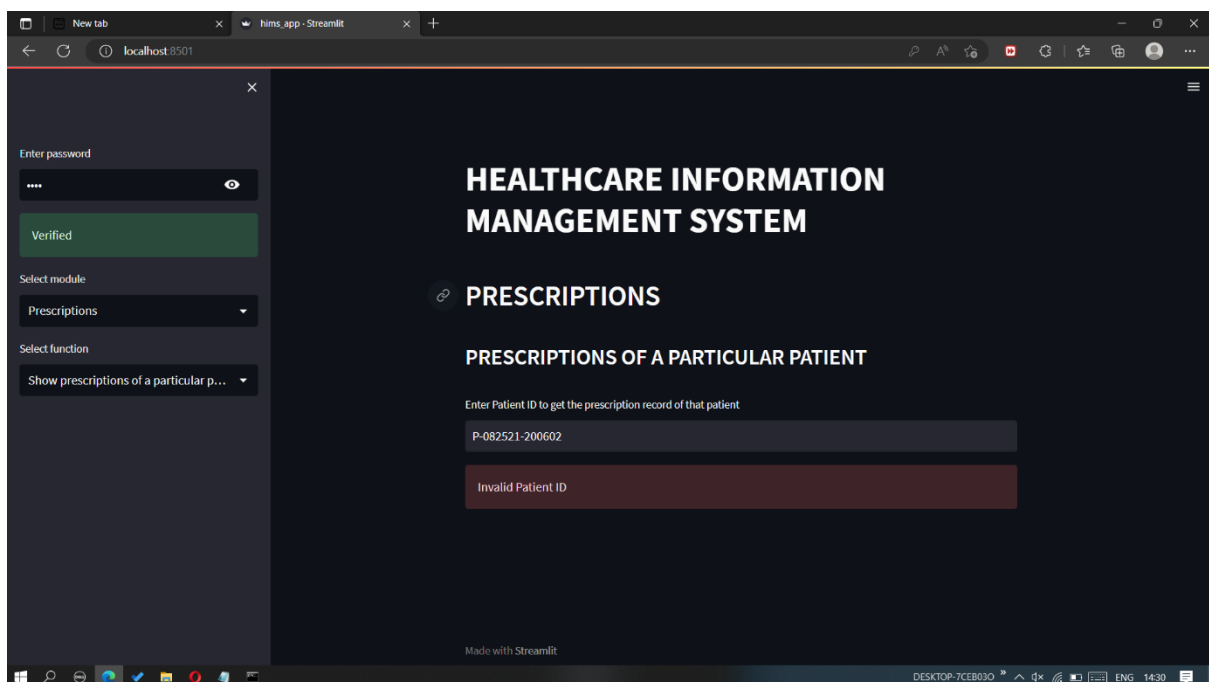 New tab
hims_app · Streamlit
localhost:8501
Enter password
••••
Verified
Select module
Prescriptions
Select function
Show prescriptions of a particular p...
HEALTHCARE INFORMATION
MANAGEMENT SYSTEM
PRESCRIPTIONS
PRESCRIPTIONS OF A PARTICULAR PATIENT
Enter Patient ID to get the prescription record of that patient
P-082521-200602
Invalid Patient ID
Made with Streamlit
DESKTOP-7CEB03O
ENG
14:30